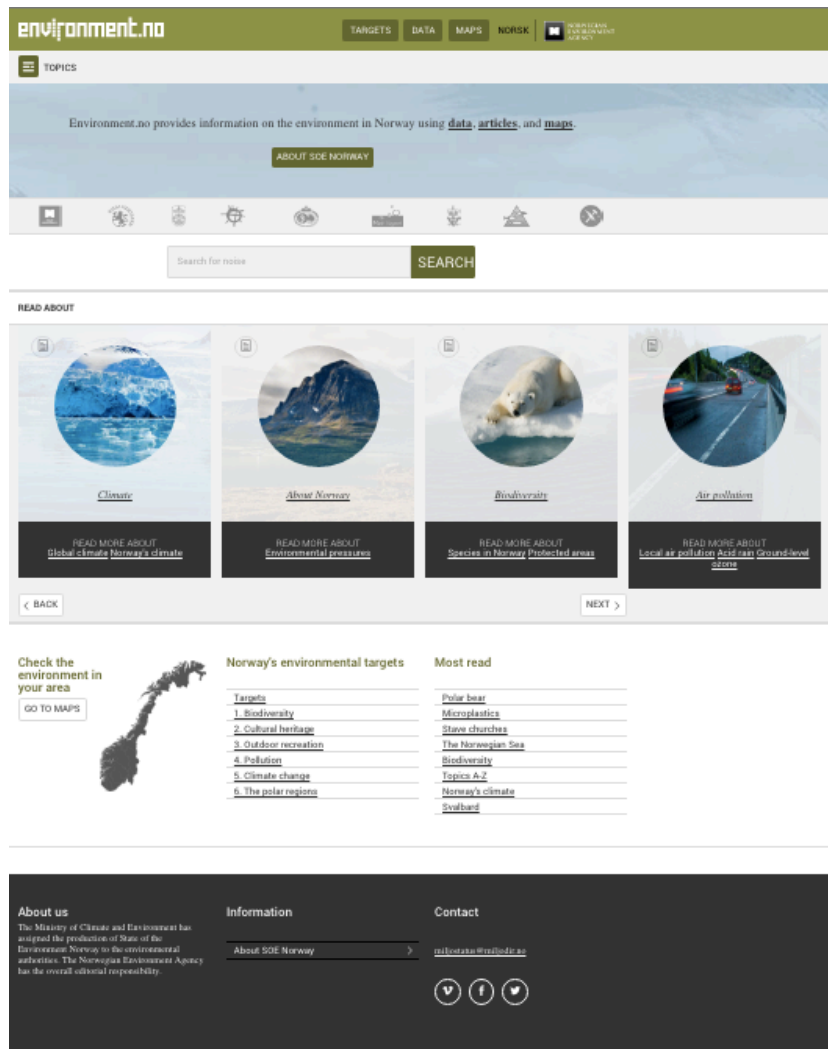 environment.no
TARGETS DATA MAPS NORSK NORWEGIAN
ENVIRONMENT
AGENCY
TOPICS
Environment.no provides information on the environment in Norway using data, articles, and maps.
ABOUT SOE NORWAY
Search for noise SEARCH
READ ABOUT
Climate
READ MORE ABOUT
Global climate Norway's climate
About Norway
READ MORE ABOUT
Environmental pressures
Biodiversity
READ MORE ABOUT
Species in Norway Protected areas
Air pollution
READ MORE ABOUT
Local air pollution Acid rain Ground-level
ozone
BACK
NEXT
Check the
environment in
your area
GO TO MAPS
Norway's environmental targets
Targets
1. Biodiversity
2. Cultural heritage
3. Outdoor recreation
4. Pollution
5. Climate change
6. The polar regions
Most read
Polar bear
Microplastics
Stave churches
The Norwegian Sea
Biodiversity
Topics A-Z
Norway's climate
Svalbard
About us
The Ministry of Climate and Environment has
assigned the production of State of the
Environment Norway to the environmental
authorities. The Norwegian Environment Agency
has the overall editorial responsibility.
Information
About SOE Norway
Contact
miljostatus@miljodir.no